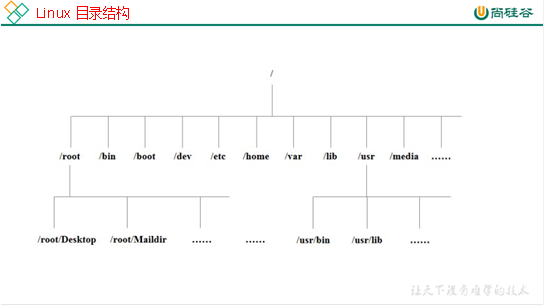 Linux 目录结构
尚硅谷
/
/root /bin /boot /dev /etc /home /var /lib /usr /media ……
/root/Desktop /root/Maildir …… …… /usr/bin /usr/lib ……
让天下没有难学的技术